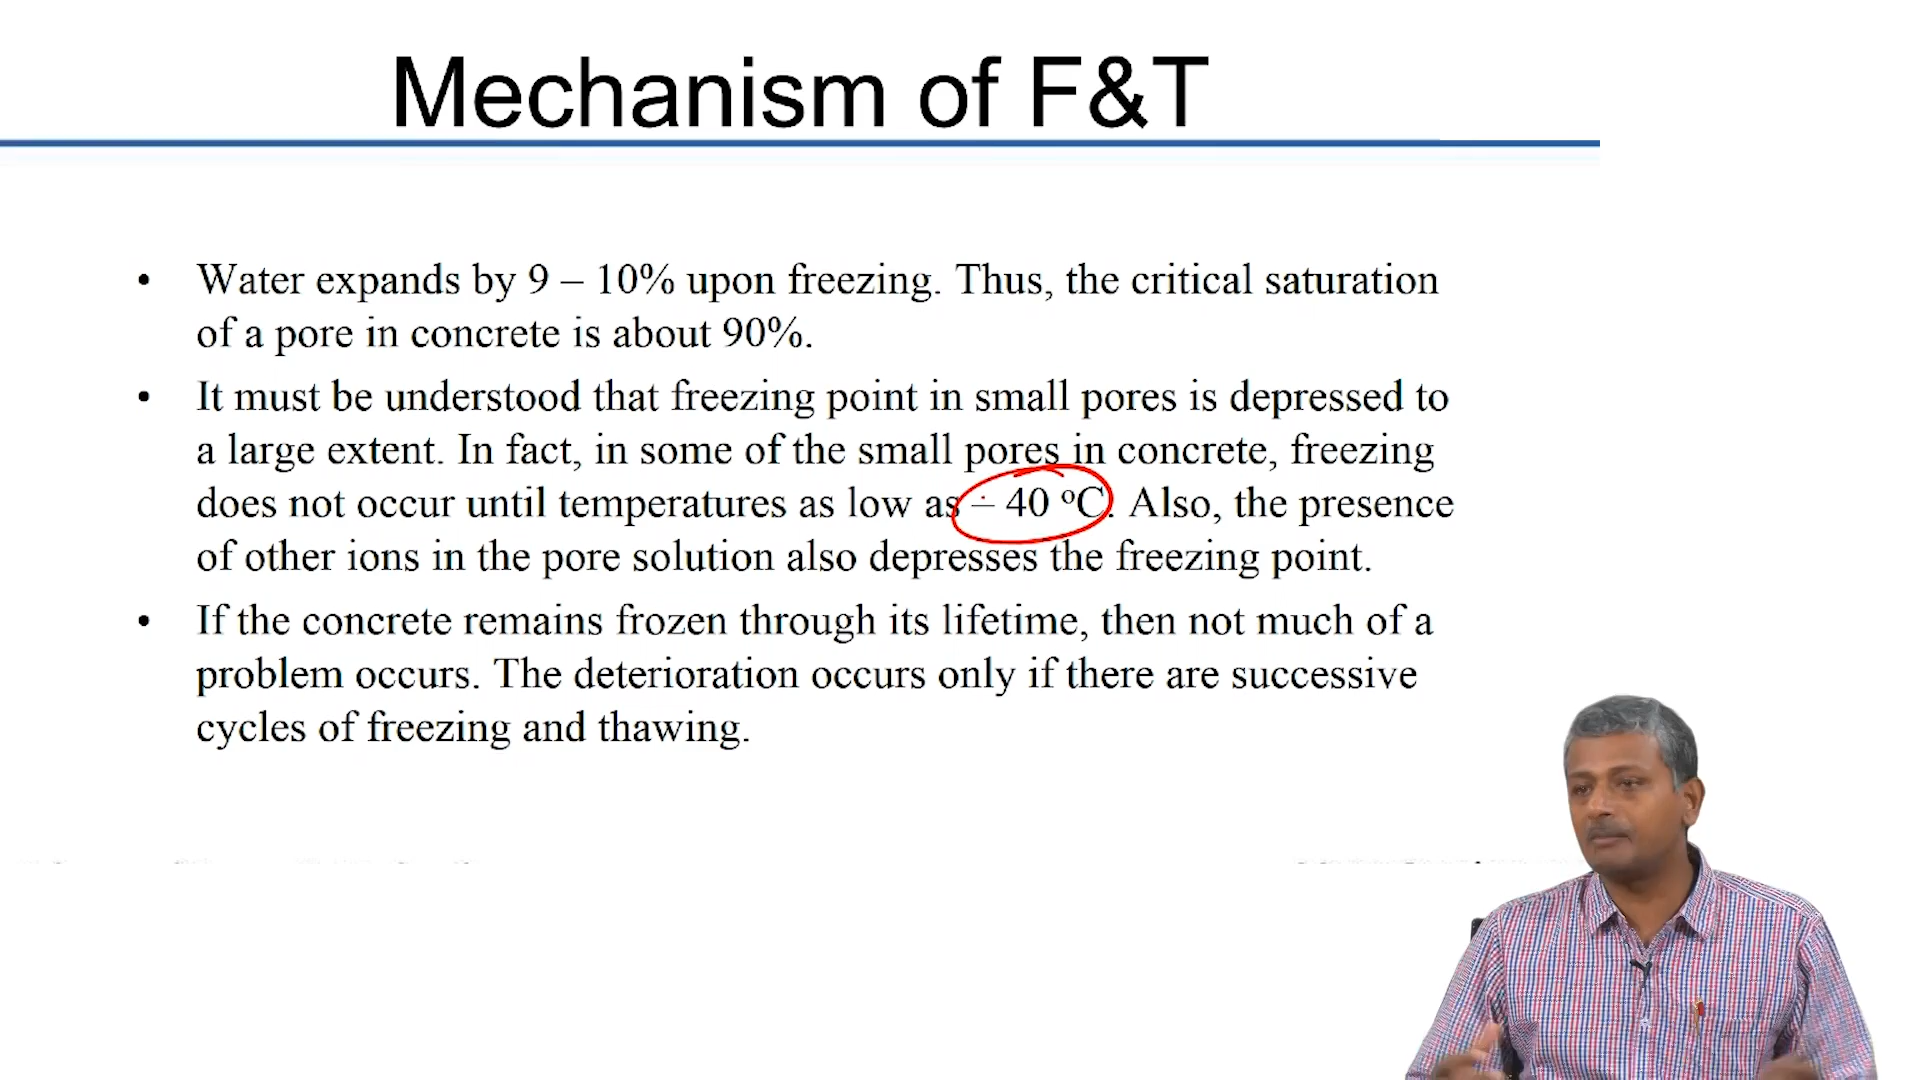 Mechanism of F&T
• Water expands by 9 – 10% upon freezing. Thus, the critical saturation
of a pore in concrete is about 90%.
• It must be understood that freezing point in small pores is depressed to
a large extent. In fact, in some of the small pores in concrete, freezing
does not occur until temperatures as low as – 40 °C. Also, the presence
of other ions in the pore solution also depresses the freezing point.
• If the concrete remains frozen through its lifetime, then not much of a
problem occurs. The deterioration occurs only if there are successive
cycles of freezing and thawing.